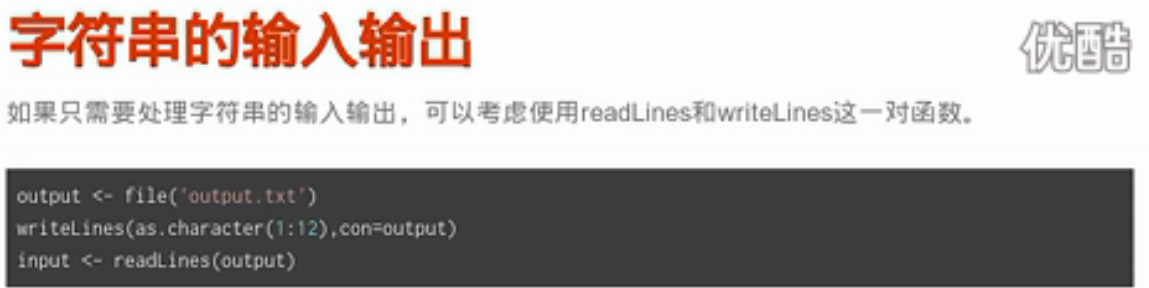 字符串的输入输出
优酷
如果只需要处理字符串的输入输出，可以考虑使用readLines和writeLines这一对函数。
output <- file('output.txt')
writeLines(as.character(1:12),con=output)
input <- readLines(output)